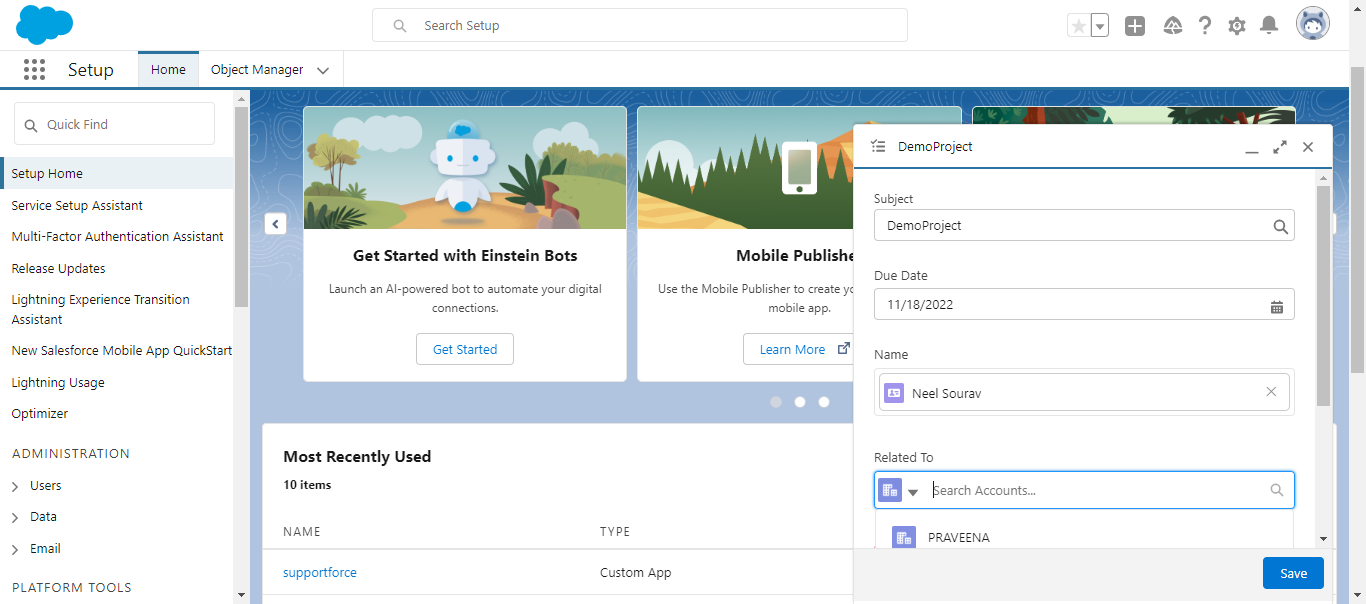 Search Setup
Setup
Home
Object Manager
Quick Find
Setup Home
Service Setup Assistant
Multi-Factor Authentication Assistant
Release Updates
Lightning Experience Transition
Assistant
New Salesforce Mobile App QuickStart
Lightning Usage
Optimizer
ADMINISTRATION
Users
Data
Email
PLATFORM TOOLS
Get Started with Einstein Bots
Launch an AI-powered bot to automate your digital
connections.
Get Started
Mobile Publishe
Use the Mobile Publisher to create yo
mobile app.
Learn More
Most Recently Used
10 items
NAME
TYPE
supportforce
Custom App
DemoProject
Subject
DemoProject
Due Date
11/18/2022
Name
Neel Sourav
Related To
Search Accounts...
PRAVEENA
Save